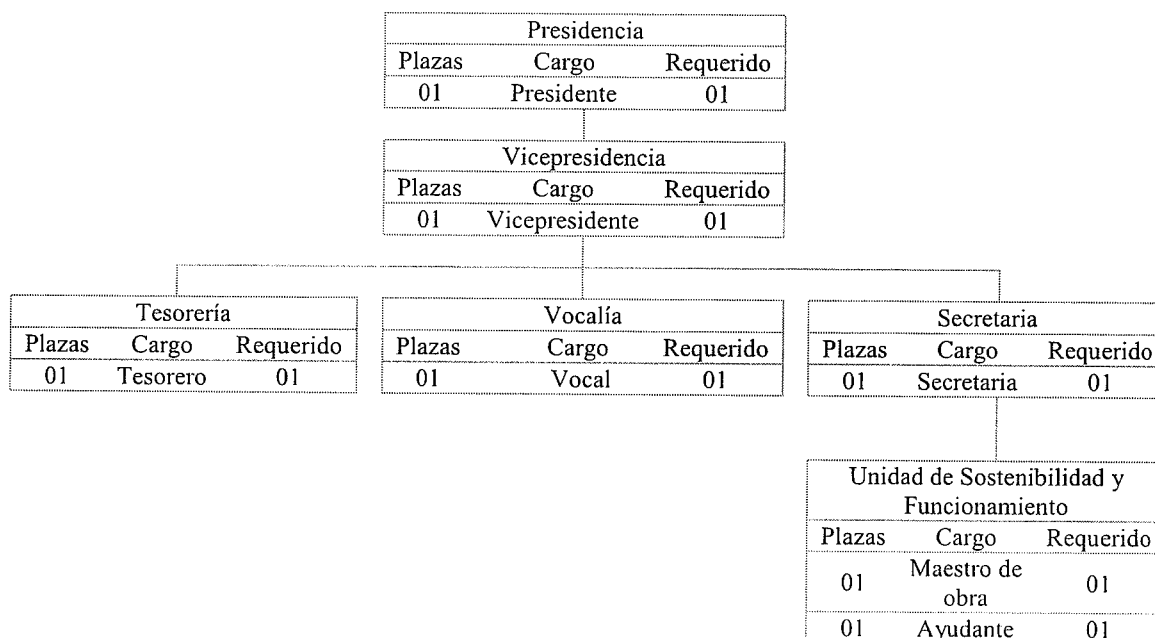 Presidencia
Plazas Cargo Requerido
01 Presidente 01
Vicepresidencia
Plazas Cargo Requerido
01 Vicepresidente 01
Tesorería
Plazas Cargo Requerido
01 Tesorero 01
Vocalía
Plazas Cargo Requerido
01 Vocal 01
Secretaria
Plazas Cargo Requerido
01 Secretaria 01
Unidad de Sostenibilidad y
Funcionamiento
Plazas Cargo Requerido
01 Maestro de
obra 01
01 Ayudante 01